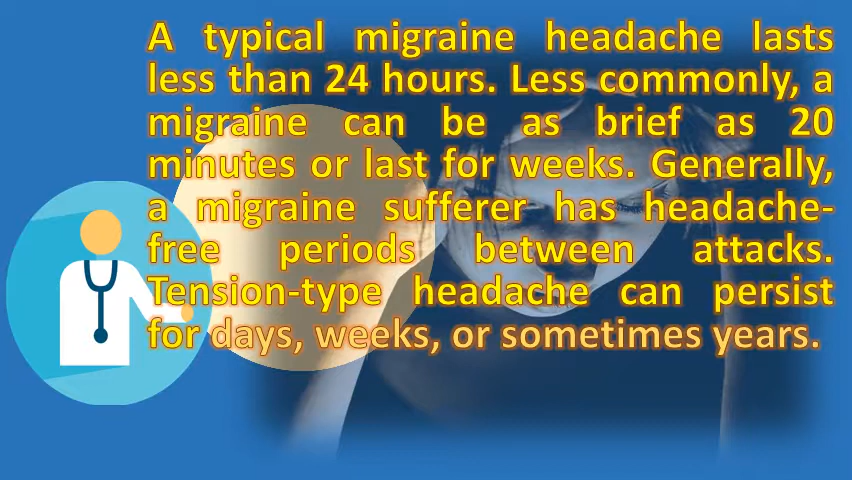 A typical migraine headache lasts
less than 24 hours. Less commonly, a
migraine can be as brief as 20
minutes or last for weeks. Generally,
a migraine sufferer has headache-
free periods between attacks.
Tension-type headache can persist
for days, weeks, or sometimes years.